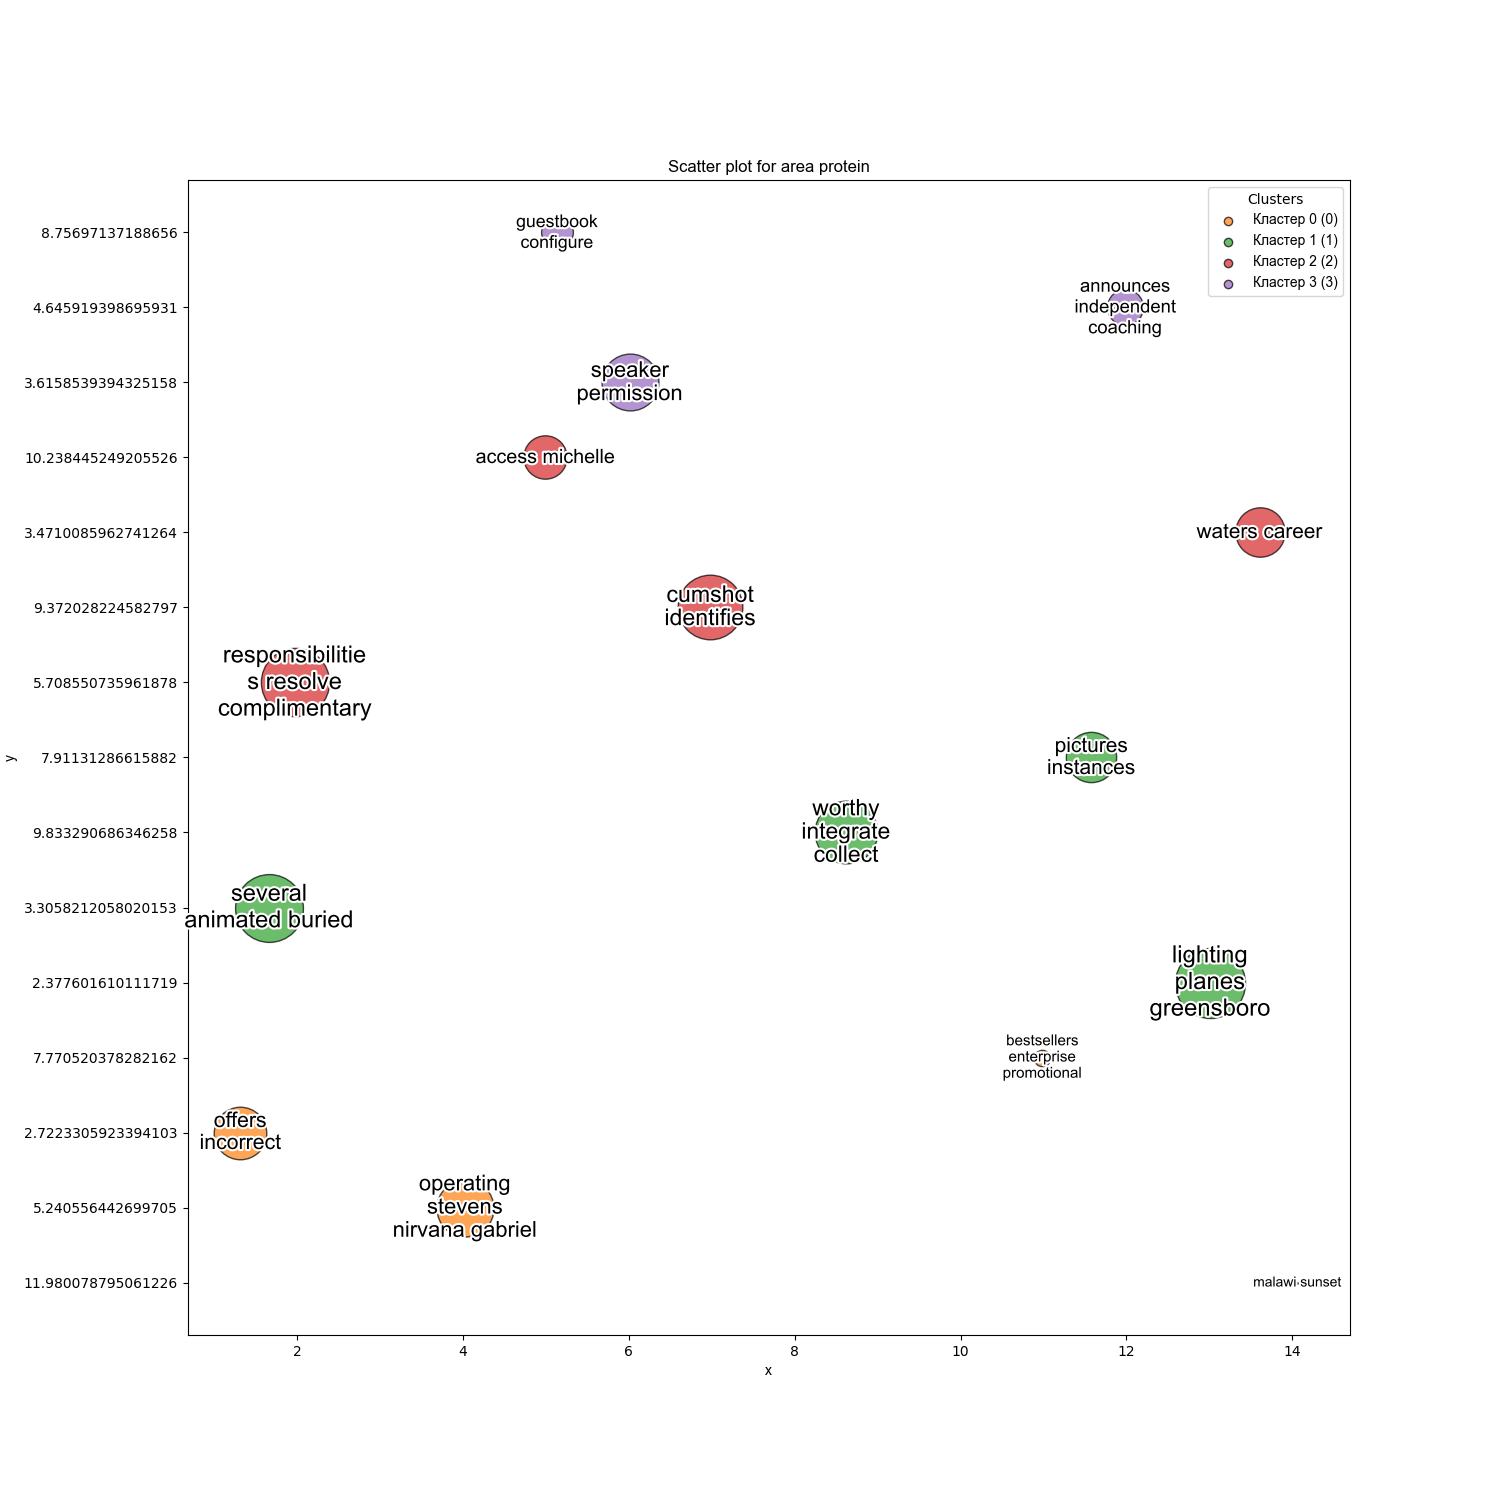 Scatter plot for area protein
Clusters
Кластер 0 (0)
Кластер 1 (1)
Кластер 2 (2)
Кластер 3 (3)
8.75697137188656
4.645919398695931
3.6158539394325158
10.238445249205526
3.4710085962741264
9.372028224582797
5.708550735961878
7.91131286615882
9.833290686346258
3.3058212058020153
2.377601610111719
7.770520378282162
2.7223305923394103
5.240556442699705
11.980078795061226
y
guestbook
configure
announces
independent
coaching
speaker
permission
access michelle
waters career
cumshot
identifies
responsibilitie
s resolve
complimentary
pictures
instances
worthy
integrate
collect
several
animated buried
lighting
planes
greensboro
bestsellers
enterprise
promotional
offers
incorrect
operating
stevens
nirvana gabriel
malawi sunset
2
4
6
8
10
12
14
x